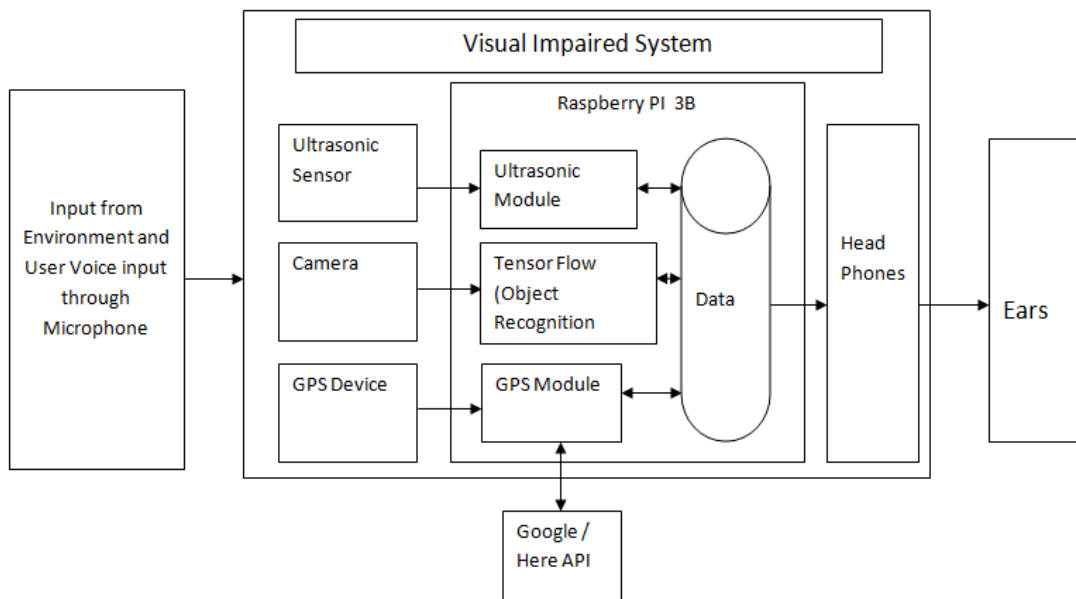 Visual Impaired System
Raspberry PI 3B
Input from
Environment and
User Voice input
through
Microphone
Ultrasonic
Sensor
Ultrasonic
Module
Camera
Tensor Flow
(Object
Recognition
GPS Device
GPS Module
Data
Head
Phones
Ears
Google /
Here API